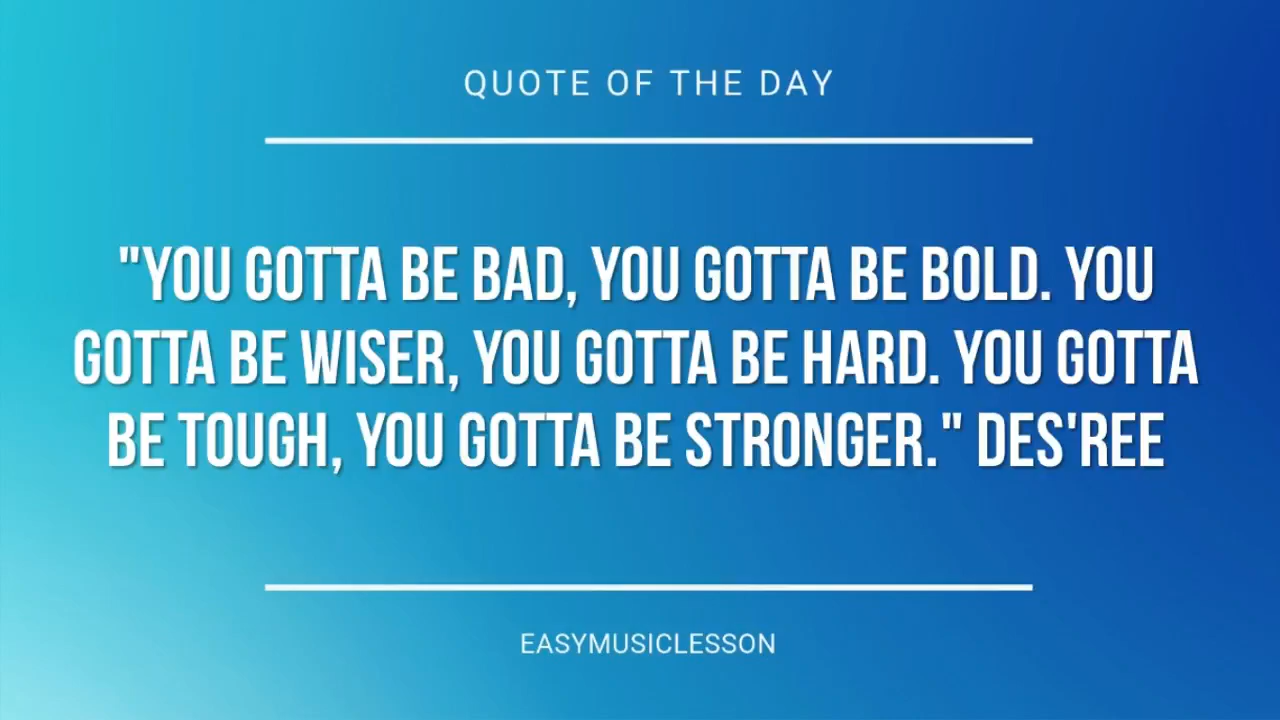 QUOTE OF THE DAY
"YOU GOTTA BE BAD, YOU GOTTA BE BOLD. YOU
GOTTA BE WISER, YOU GOTTA BE HARD. YOU GOTTA
BE TOUGH, YOU GOTTA BE STRONGER." DES'REE
EASYMUSICLESSON